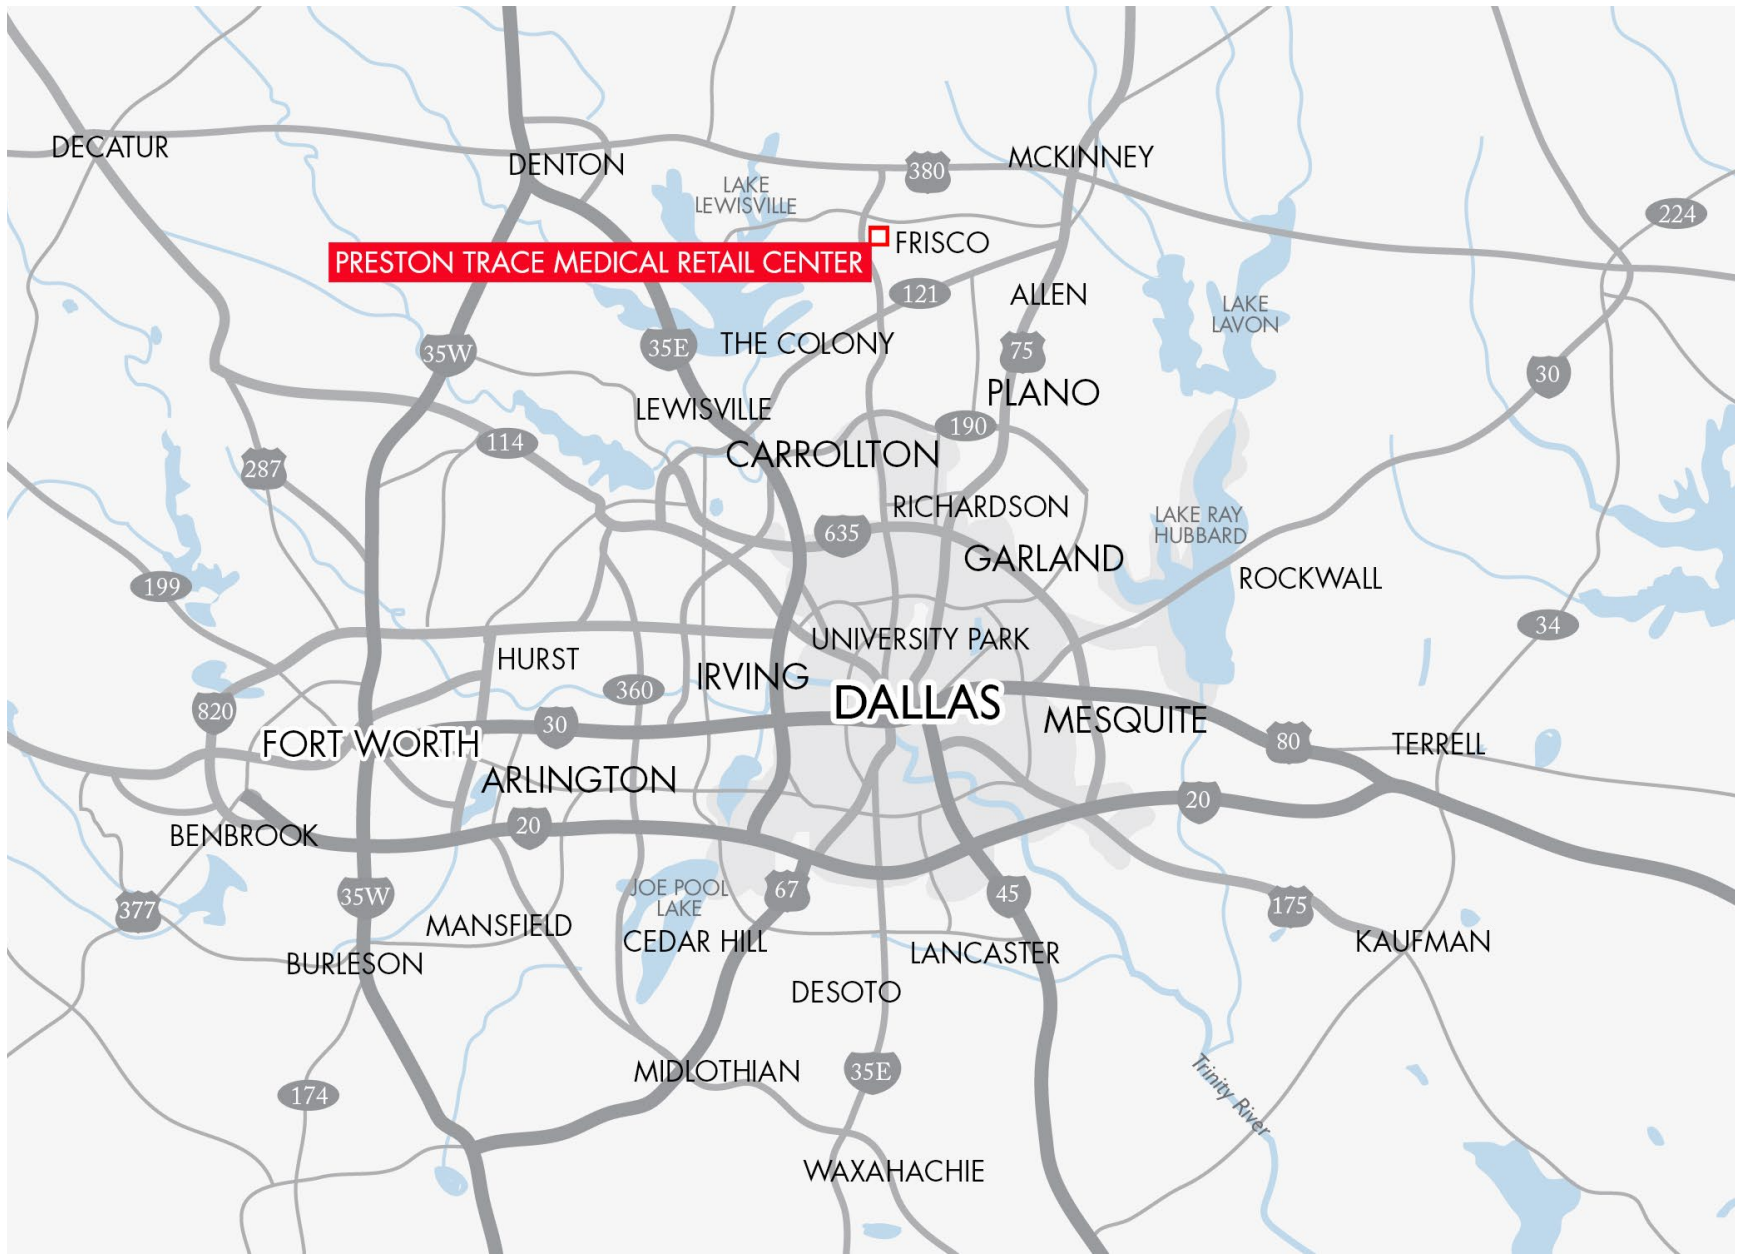 DECATUR
DENTON
MCKINNEY
380
LAKE
LEWISVILLE
224
FRISCO
PRESTON TRACE MEDICAL RETAIL CENTER
121
ALLEN
LAKE
LAVON
35W
35E
THE COLONY
75
30
PLANO
LEWISVILLE
190
114
CARROLLTON
287
RICHARDSON
LAKE RAY
HUBBARD
635
GARLAND
199
ROCKWALL
34
UNIVERSITY PARK
HURST
IRVING
360
820
DALLAS
30
MESQUITE
FORT WORTH
80
TERRELL
ARLINGTON
20
20
BENBROOK
35W
JOE POOL
LAKE
67
45
377
175
MANSFIELD
CEDAR HILL
KAUFMAN
BURLESON
LANCASTER
DESOTO
MIDLOTHIAN
35E
174
Trinity River
WAXAHACHIE